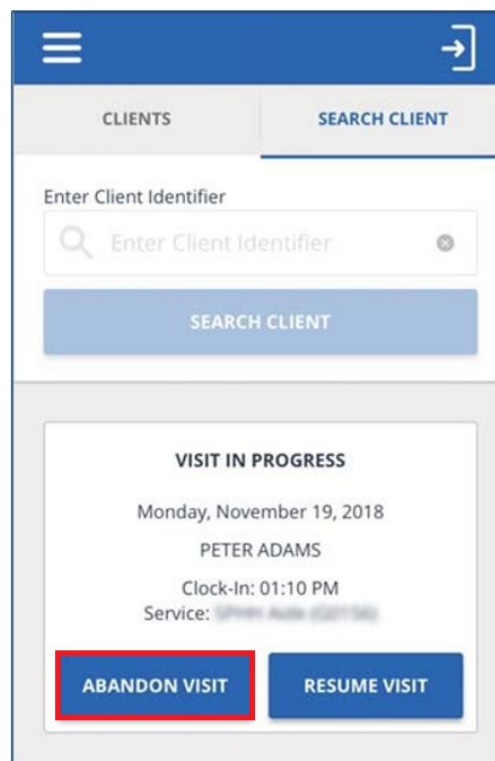 CLIENTS SEARCH CLIENT
Enter Client Identifier
Enter Client Identifier
SEARCH CLIENT
VISIT IN PROGRESS
Monday, November 19, 2018
PETER ADAMS
Clock-In: 01:10 PM
Service:
ABANDON VISIT RESUME VISIT